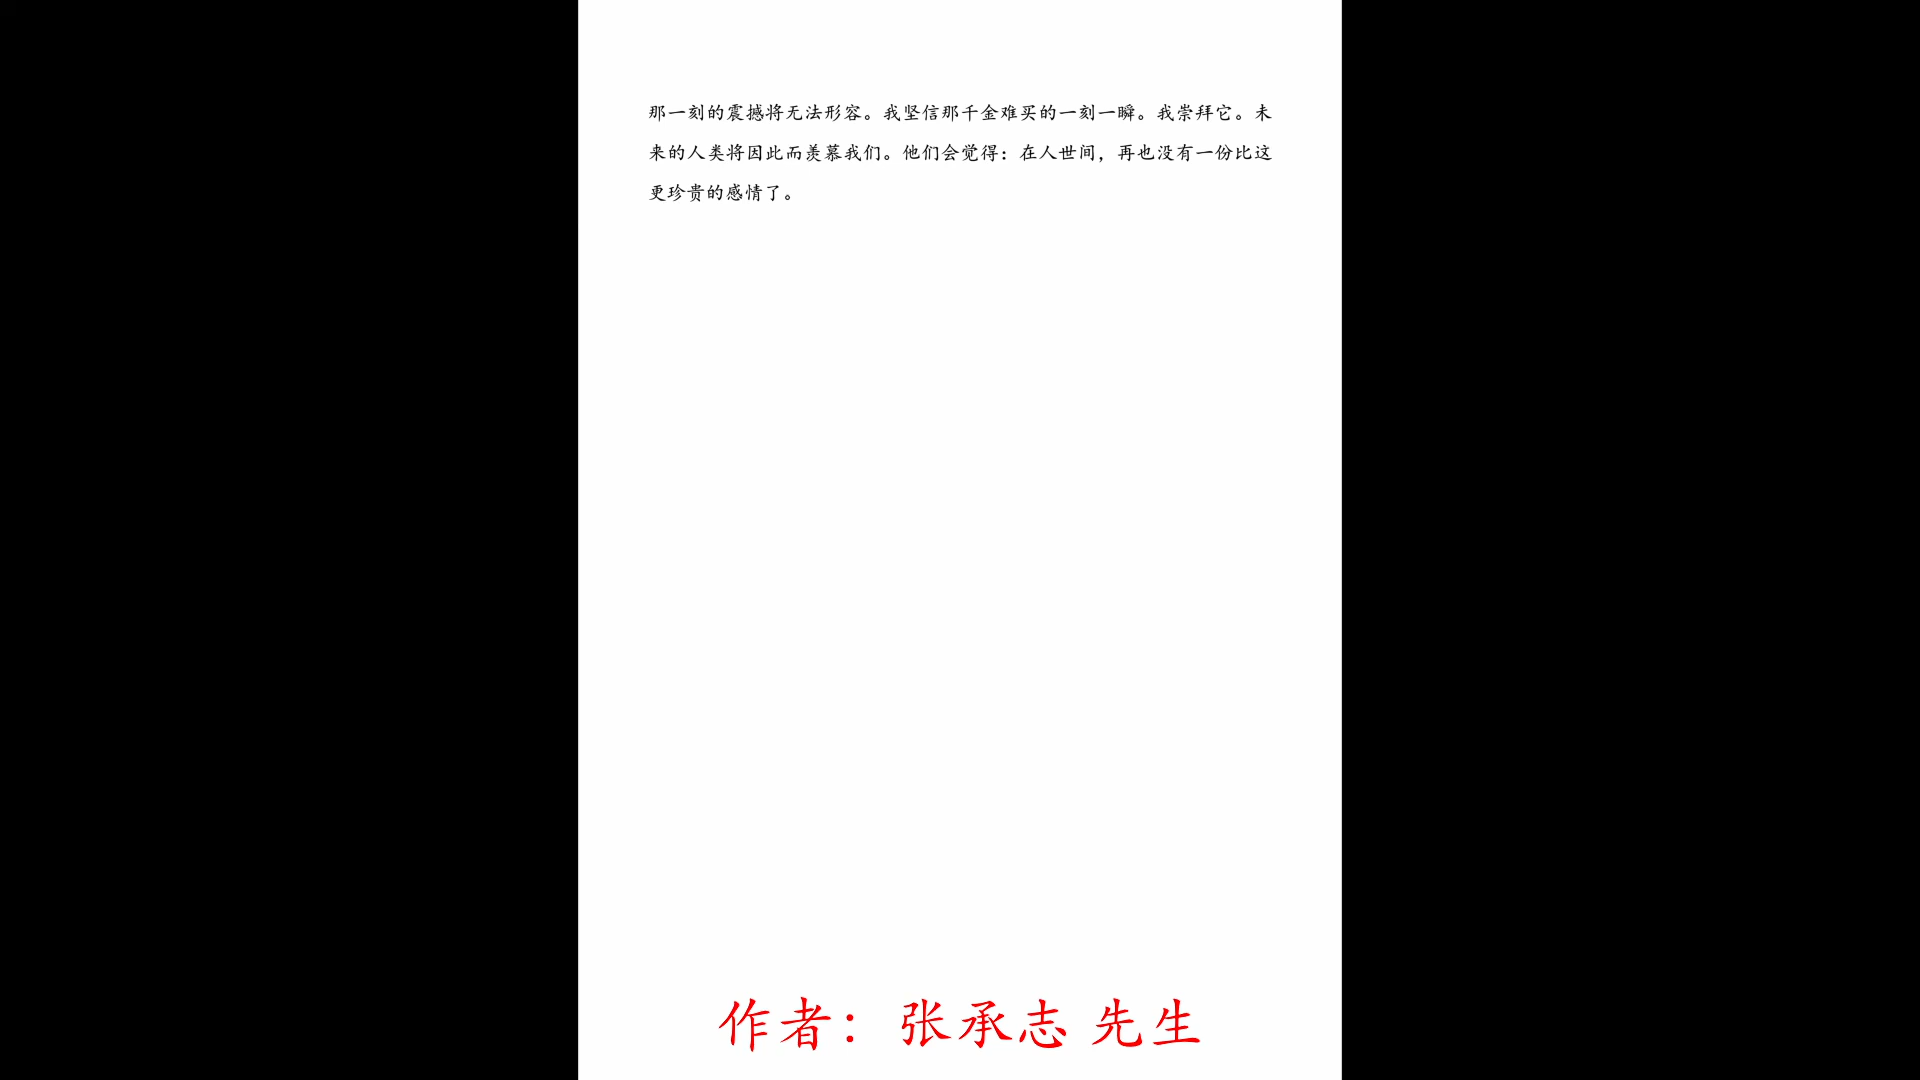 那一刻的震撼将无法形容。我坚信那千金难买的一刻一瞬。我崇拜它。未
来的人类将因此而羡慕我们。他们会觉得：在人世间，再也没有一份比这
更珍贵的感情了。
作者：张承志 先生